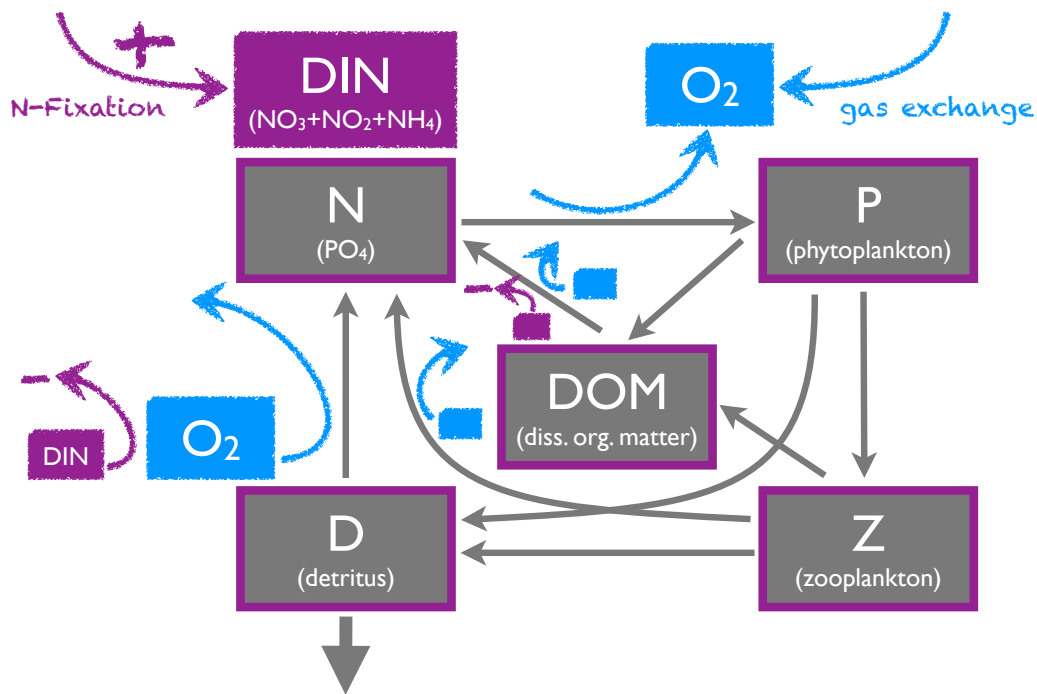 N-Fixation
DIN
(NO₃+NO₂+NH₄)
O₂
gas exchange
N
(PO₄)
P
(phytoplankton)
DOM
(diss. org. matter)
DIN
O₂
D
(detritus)
Z
(zooplankton)